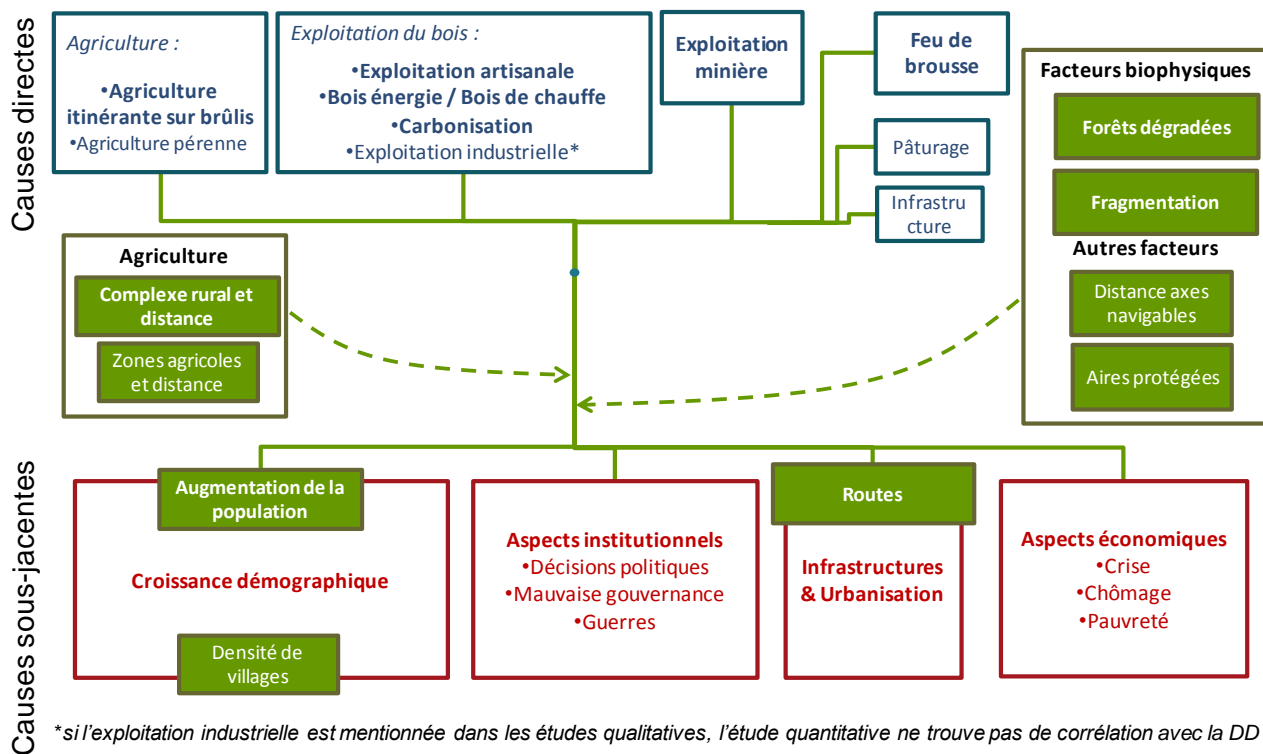 Causes directes
Agriculture :
•Agriculture
itinérante sur brûlis
•Agriculture pérenne
Exploitation du bois :
•Exploitation artisanale
•Bois énergie / Bois de chauffe
•Carbonisation
•Exploitation industrielle*
Exploitation
minière
Feu de
brousse
Pâturage
Infrastru
cture
Facteurs biophysiques
Forêts dégradées
Fragmentation
Autres facteurs
Distance axes
navigables
Aires protégées
Agriculture
Complexe rural et
distance
Zones agricoles
et distance
Causes sous-jacentes
Augmentation de la
population
Croissance démographique
Densité de
villages
Aspects institutionnels
•Décisions politiques
•Mauvaise gouvernance
•Guerres
Routes
Infrastructures
& Urbanisation
Aspects économiques
•Crise
•Chômage
•Pauvreté
*si l'exploitation industrielle est mentionnée dans les études qualitatives, l'étude quantitative ne trouve pas de corrélation avec la DD